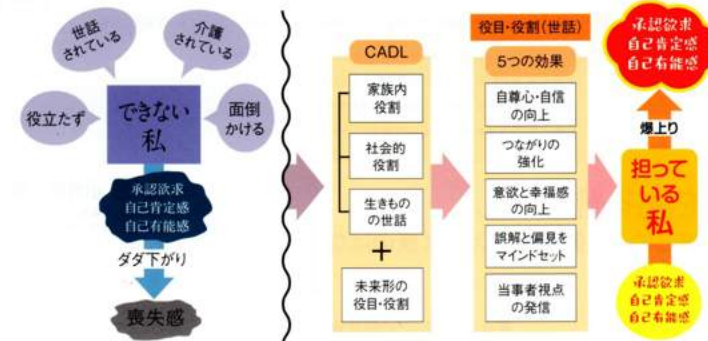 世話
されている
介護
されている
役立たず
できない
私
面倒
かける
承認欲求
自己肯定感
自己有能感
ダダ下がり
喪失感
CADL
家族内
役割
社会的
役割
生きもの
の世話
+
未来形の
役目・役割
役目・役割(世話)
5つの効果
自尊心・自信
の向上
つながりの
強化
意欲と幸福感
の向上
誤解と偏見を
マインドセット
当事者視点
の発信
承認欲求
自己肯定感
自己有能感
爆上り
担って
いる
私
承認欲求
自己肯定感
自己有能感